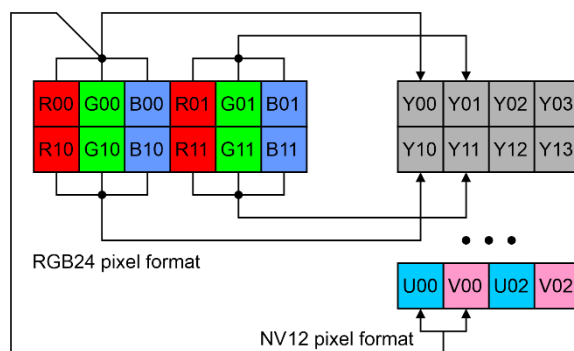 R00 G00 B00 R01 G01 B01
R10 G10 B10 R11 G11 B11
RGB24 pixel format
Y00 Y01 Y02 Y03
Y10 Y11 Y12 Y13
• • •
U00 V00 U02 V02
NV12 pixel format